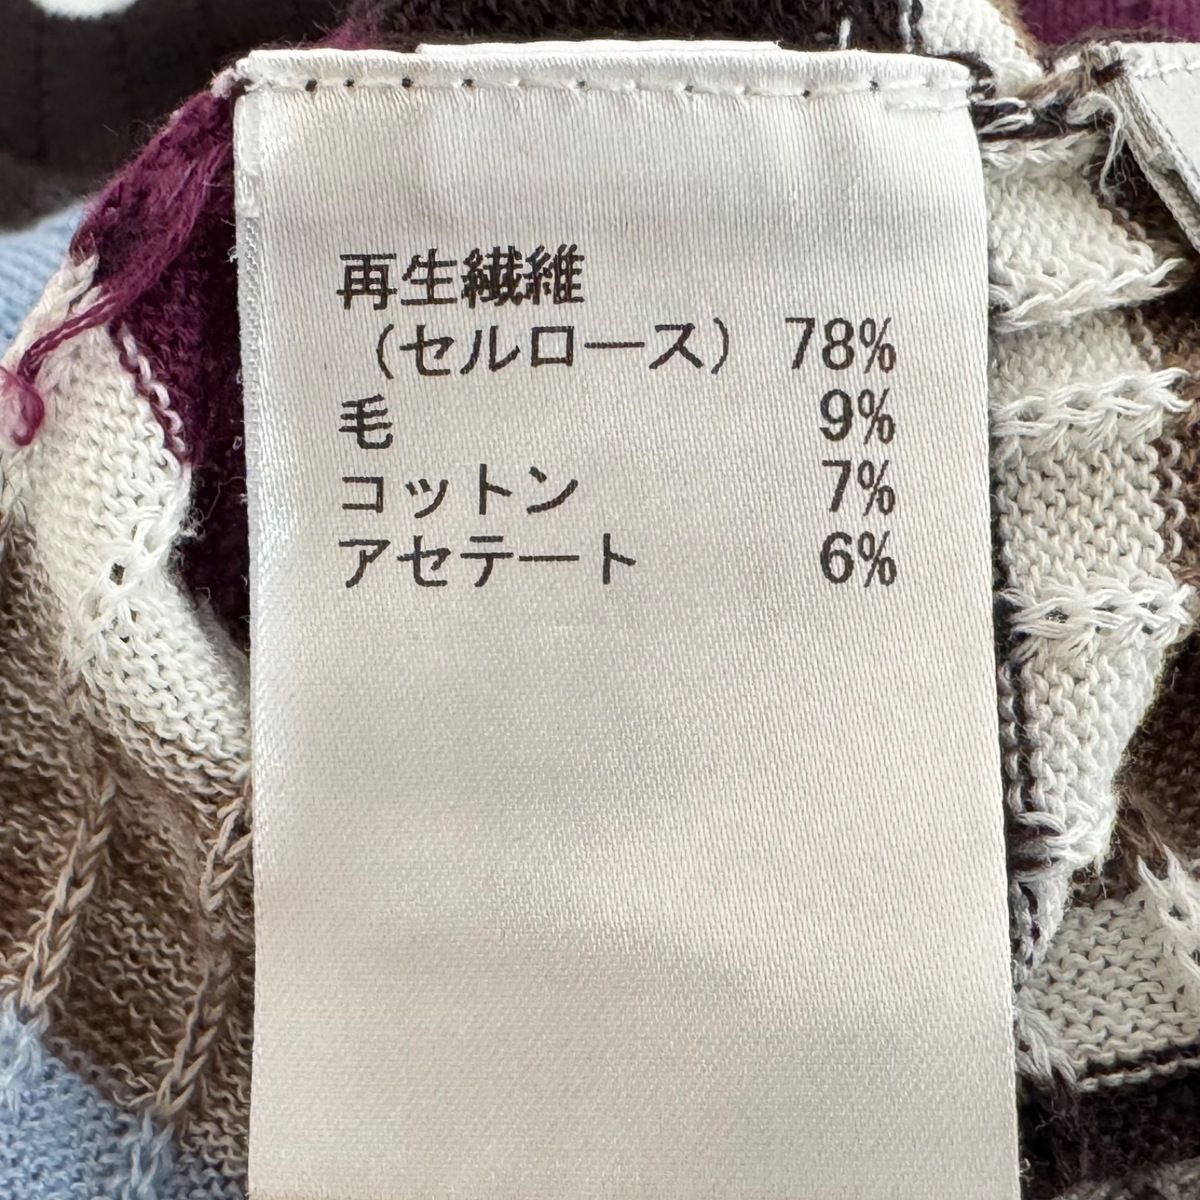 再生繊維
（セルロース） 78%
毛 9%
コットン 7%
アセテート 6%